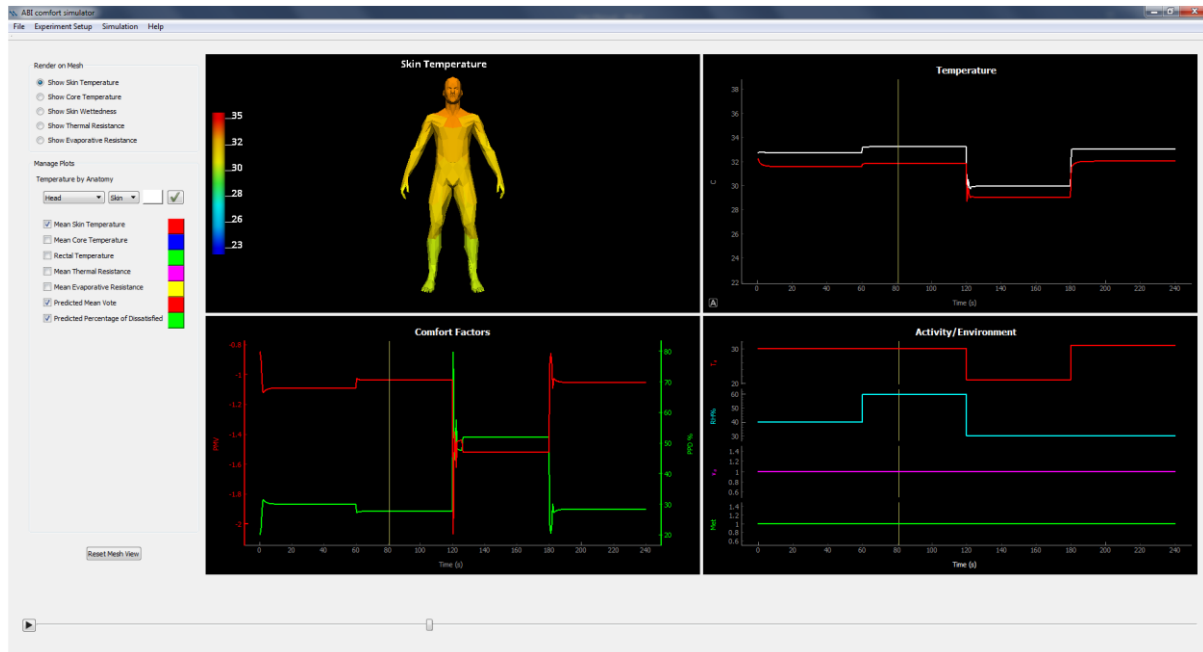 ABI comfort simulator
File Experiment Setup Simulation Help
Render on Mesh
Show Skin Temperature
Show Core Temperature
Show Skin Wettedness
Show Thermal Resistance
Show Evaporative Resistance
Manage Plots
Temperature by Anatomy
Head Skin
Mean Skin Temperature
Mean Core Temperature
Rectal Temperature
Mean Thermal Resistance
Mean Evaporative Resistance
Predicted Mean Vote
Predicted Percentage of Dissatisfied
Reset Mesh View
Skin Temperature
35
32
30
28
26
23
Temperature
38
36
34
32
30
28
26
24
22
C
A
0 20 40 60 80 100 120 140 160 180 200 220 240
Time (s)
Comfort Factors
-0.8
-1
-1.2
-1.4
-1.6
-1.8
-2
PMV
80
70
60
50
40
30
20
PPD %
0 20 40 60 80 100 120 140 160 180 200 220 240
Time (s)
Activity/Environment
30
20
60
50
40
30
RH%
1.4
1.2
1
0.8
0.6
1.4
1.2
1
0.8
0.6
Met
0 20 40 60 80 100 120 140 160 180 200 220 240
Time (s)